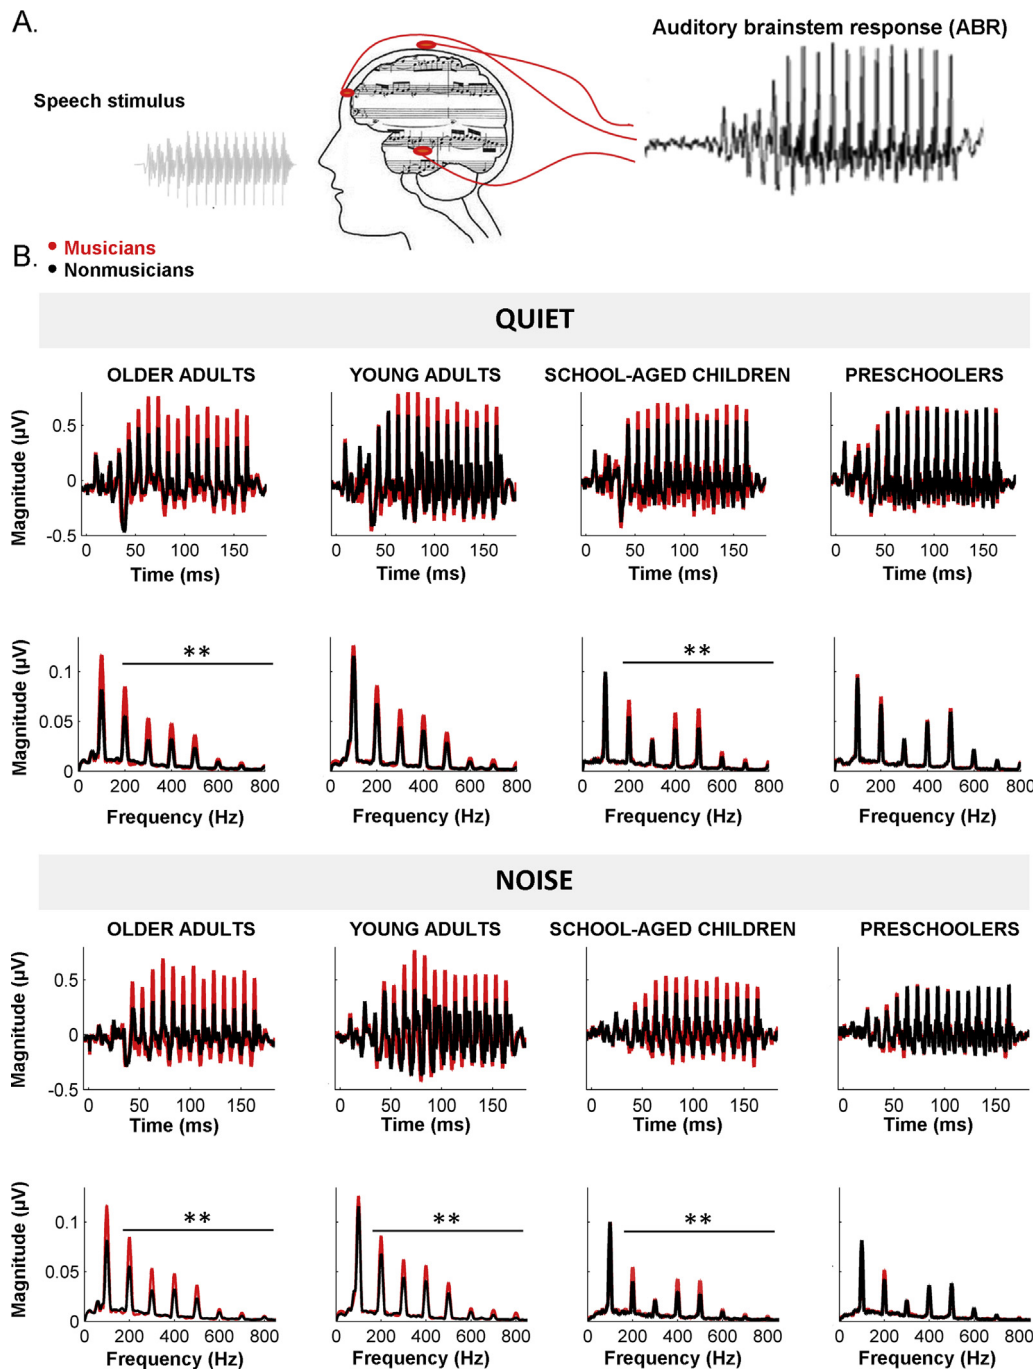 A.
Auditory brainstem response (ABR)
Speech stimulus
B.
• Musicians
• Nonmusicians
QUIET
OLDER ADULTS YOUNG ADULTS SCHOOL-AGED CHILDREN PRESCHOOLERS
Magnitude (µV)
0.5
0
-0.5
0 50 100 150 0 50 100 150 0 50 100 150 0 50 100 150
Time (ms) Time (ms) Time (ms) Time (ms)
Magnitude (µV)
** **
0.1
0.05
0
0 200 400 600 800 0 200 400 600 800 0 200 400 600 800 0 200 400 600 800
Frequency (Hz) Frequency (Hz) Frequency (Hz) Frequency (Hz)
NOISE
OLDER ADULTS YOUNG ADULTS SCHOOL-AGED CHILDREN PRESCHOOLERS
Magnitude (µV)
0.5
0
-0.5
0 50 100 150 0 50 100 150 0 50 100 150 0 50 100 150
Time (ms) Time (ms) Time (ms) Time (ms)
Magnitude (µV)
** ** **
0.1
0.05
0
0 200 400 600 800 0 200 400 600 800 0 200 400 600 800 0 200 400 600 800
Frequency (Hz) Frequency (Hz) Frequency (Hz) Frequency (Hz)